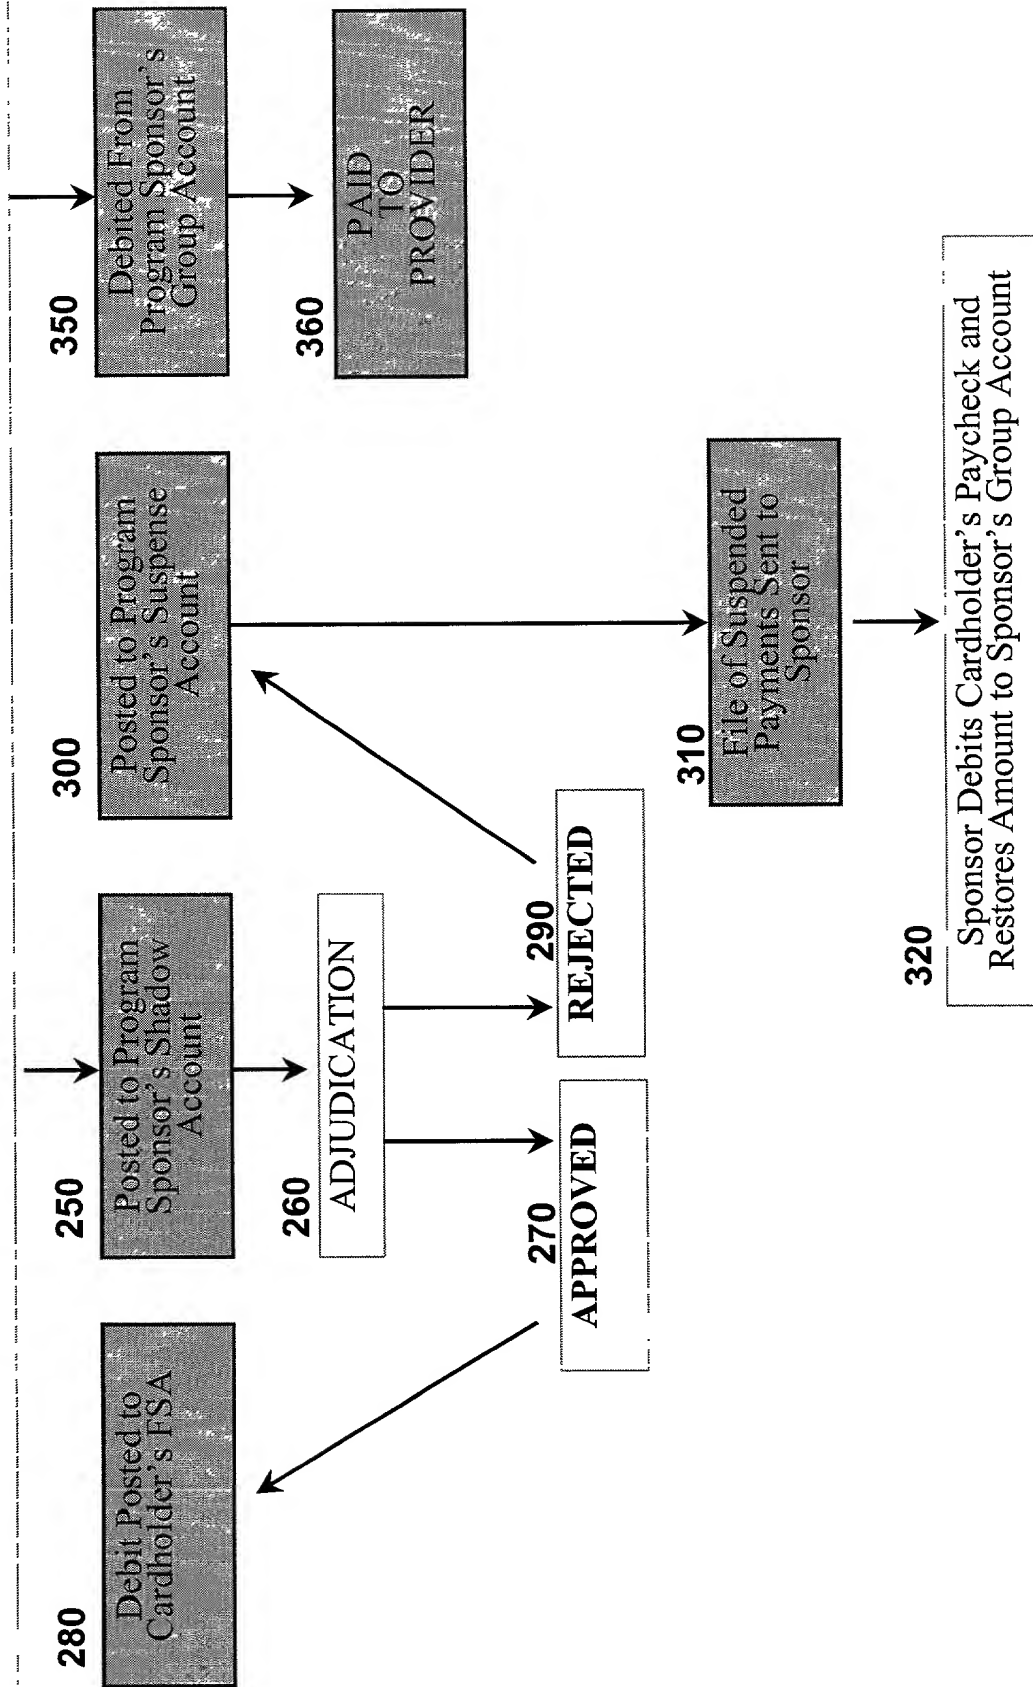 280
Debit Posted to
Cardholder's FSA
250
Posted to Program
Sponsor's Shadow
Account
300
Posted to Program
Sponsor's Suspense
Account
350
Debited From
Program Sponsor's
Group Account
260
ADJUDICATION
360
PAID
TO
PROVIDER
270
APPROVED
290
REJECTED
310
File of Suspended
Payments Sent to
Sponsor
320
Sponsor Debits Cardholder's Paycheck and
Restores Amount to Sponsor's Group Account